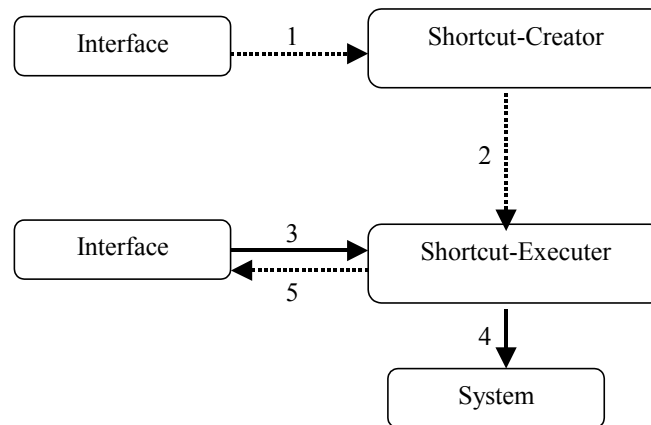 Interface
1
Shortcut-Creator
2
Interface
3
Shortcut-Executer
5
4
System